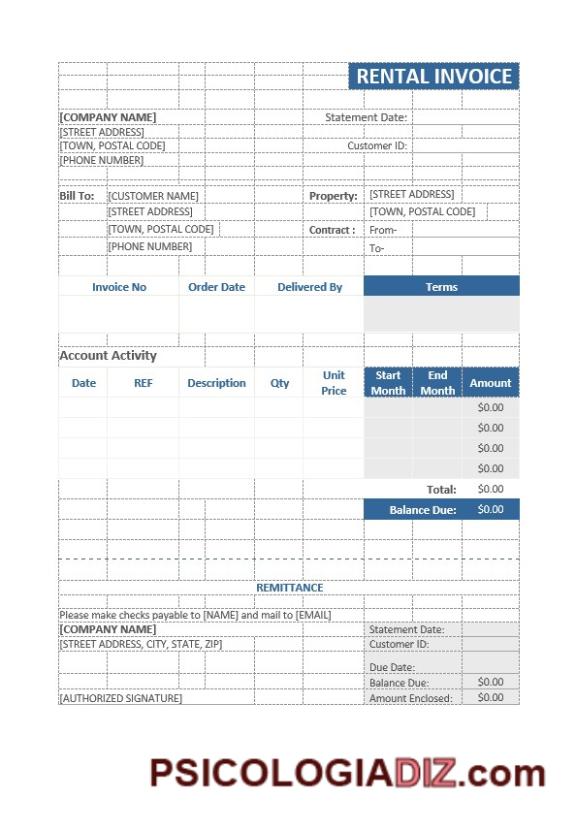 RENTAL INVOICE
[COMPANY NAME] Statement Date:
[STREET ADDRESS]
[TOWN, POSTAL CODE] Customer ID:
[PHONE NUMBER]
Bill To: [CUSTOMER NAME] Property: [STREET ADDRESS]
[STREET ADDRESS] [TOWN, POSTAL CODE]
[TOWN, POSTAL CODE] Contract : From-
[PHONE NUMBER] To-
Invoice No Order Date Delivered By Terms
Account Activity
Date REF Description Qty Unit Price Start Month End Month Amount
$0.00
$0.00
$0.00
$0.00
Total: $0.00
Balance Due: $0.00
REMITTANCE
Please make checks payable to [NAME] and mail to [EMAIL]
[COMPANY NAME] Statement Date:
[STREET ADDRESS, CITY, STATE, ZIP] Customer ID:
Due Date:
Balance Due: $0.00
[AUTHORIZED SIGNATURE] Amount Enclosed: $0.00
PSICOLOGIADIZ.com